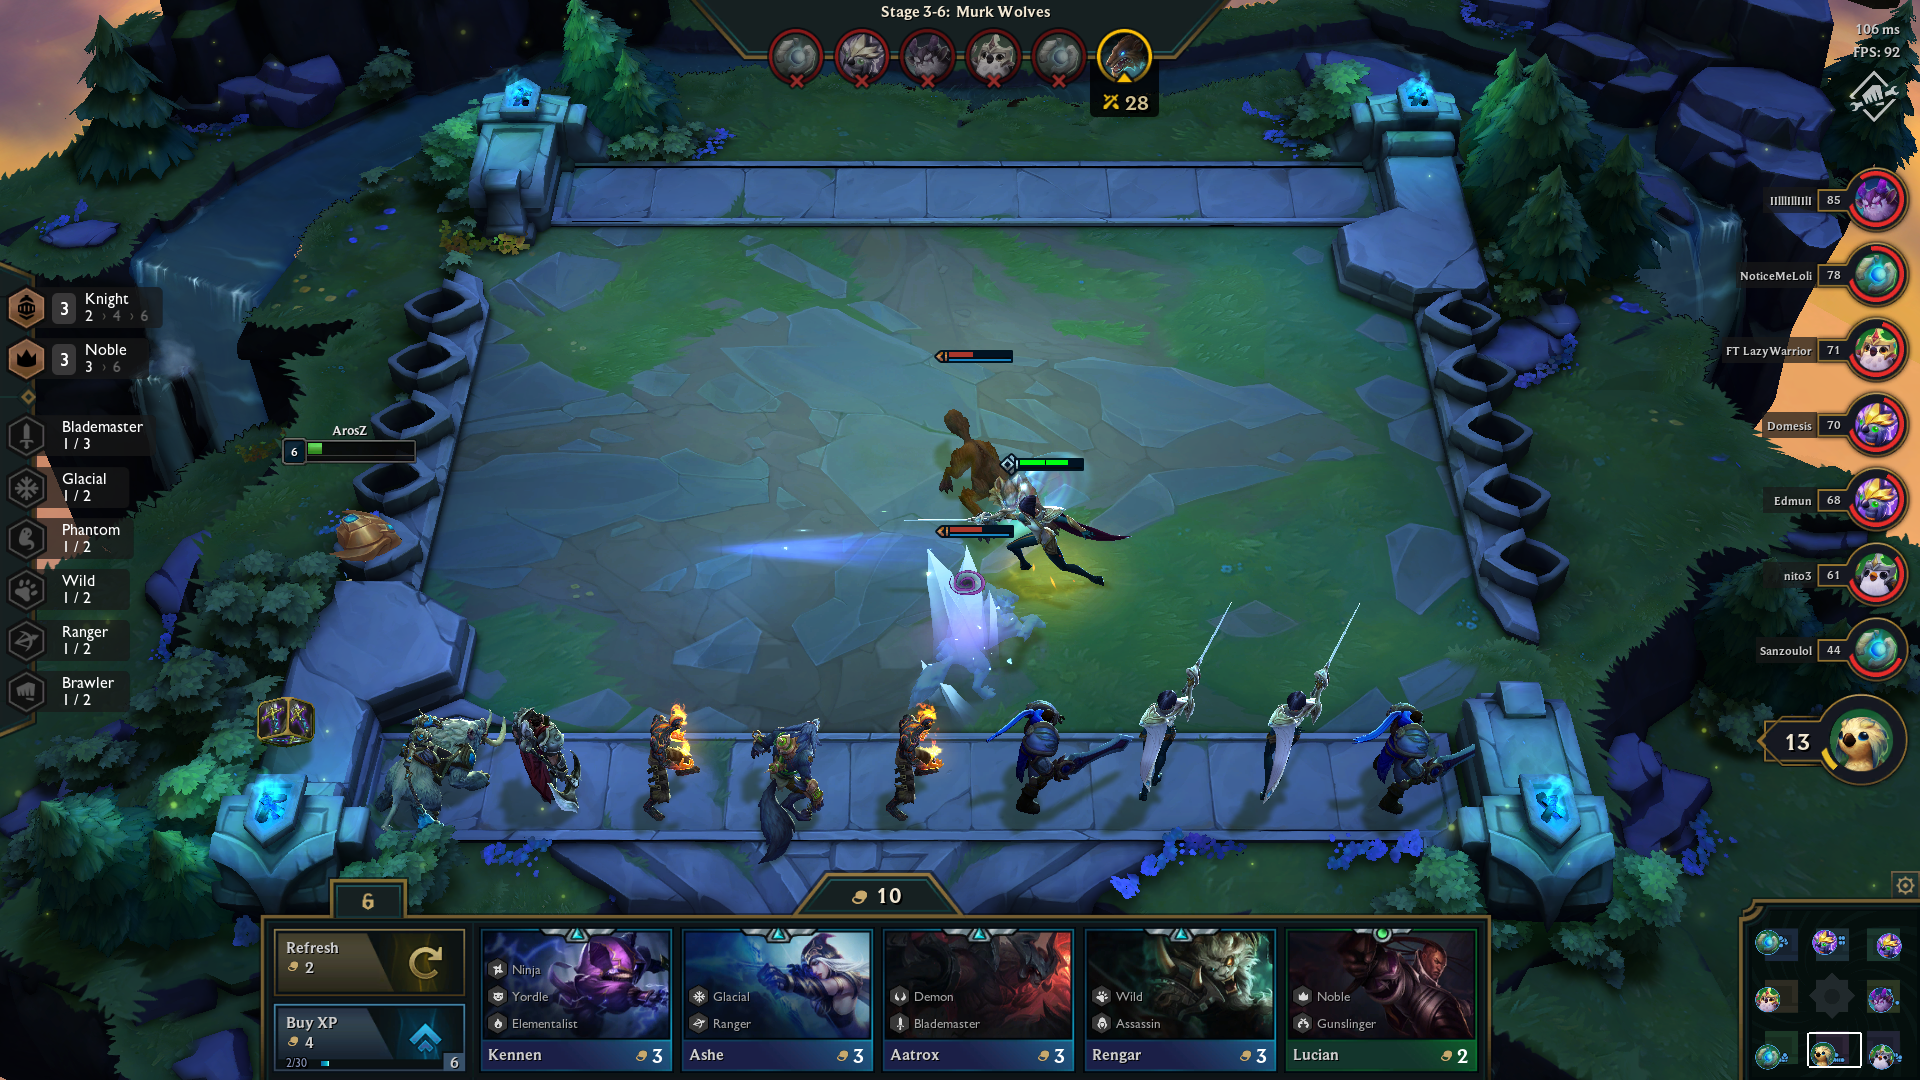 Stage 3-6: Murk Wolves
106 ms
FPS: 92
28
IIIIIIIIIIII 85
NoticeMeLoli 78
FT LazyWarrior 71
Domesis 70
Edmun 68
nito3 61
Sanzoulol 44
13
3 Knight
2 › 4 › 6
3 Noble
3 › 6
Blademaster
1 / 3
Glacial
1 / 2
Phantom
1 / 2
Wild
1 / 2
Ranger
1 / 2
Brawler
1 / 2
ArosZ
6
6
10
Refresh
2
Buy XP
4
2/30
6
Ninja
Yordle
Elementalist
Kennen 3
Glacial
Ranger
Ashe 3
Demon
Blademaster
Aatrox 3
Wild
Assassin
Rengar 3
Noble
Gunslinger
Lucian 2